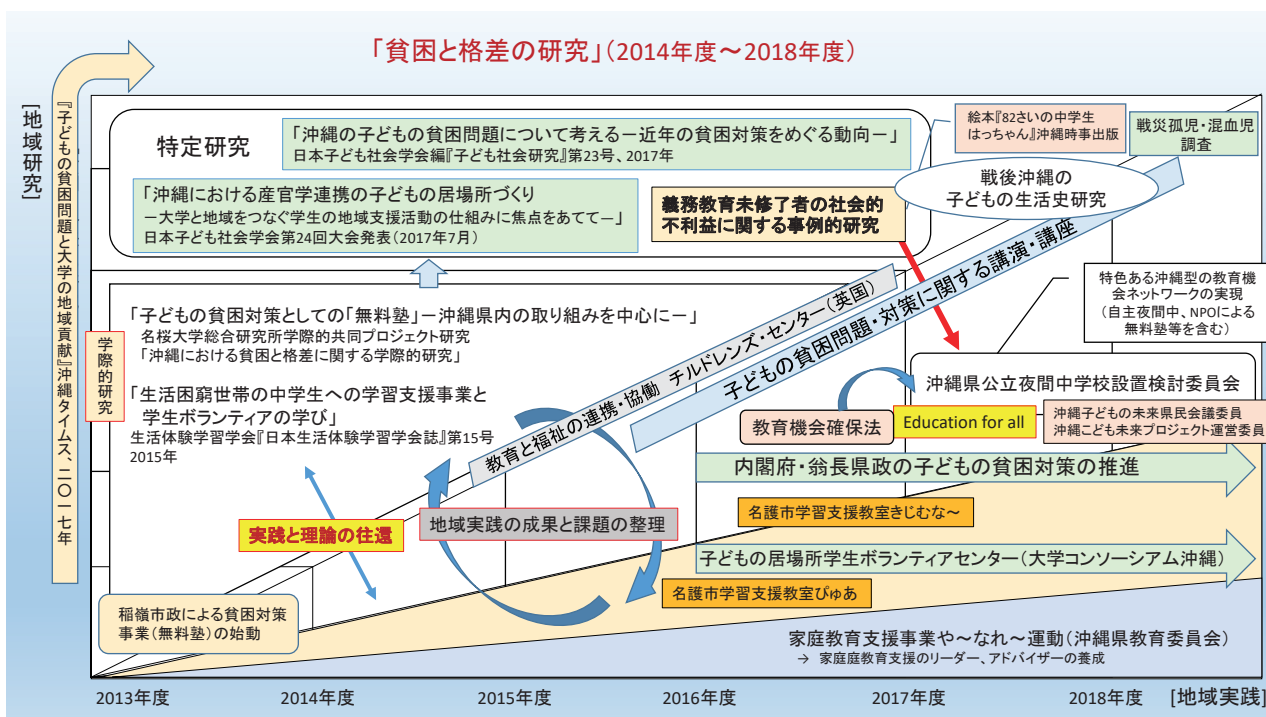 「貧困と格差の研究」(2014年度～2018年度)
[地域研究]
『子どもの貧困問題と大学の地域貢献』沖縄タイムス、二〇一七年
特定研究
「沖縄の子どもの貧困問題について考える－近年の貧困対策をめぐる動向－」
日本子ども社会学会編『子ども社会研究』第23号、2017年
「沖縄における産官学連携の子どもの居場所づくり
－大学と地域をつなぐ学生の地域支援活動の仕組みに焦点をあてて－」
日本子ども社会学会第24回大会発表(2017年7月)
義務教育未修了者の社会的
不利益に関する事例的研究
絵本『82さいの中学生
はっちゃん』沖縄時事出版
戦災孤児・混血児
調査
戦後沖縄の
子どもの生活史研究
学際的研究
「子どもの貧困対策としての「無料塾」－沖縄県内の取り組みを中心に－」
名桜大学総合研究所学際的共同プロジェクト研究
「沖縄における貧困と格差に関する学際的研究」
「生活困窮世帯の中学生への学習支援事業と
学生ボランティアの学び」
生活体験学習学会『日本生活体験学習学会誌』第15号
2015年
教育と福祉の連携・協働 チルドレンズ・センター(英国)
子どもの貧困問題・対策に関する講演・講座
特色ある沖縄型の教育機
会ネットワークの実現
(自主夜間中、NPOによる
無料塾等を含む)
沖縄県公立夜間中学校設置検討委員会
教育機会確保法
Education for all
沖縄子どもの未来県民会議委員
沖縄こども未来プロジェクト運営委員
内閣府・翁長県政の子どもの貧困対策の推進
名護市学習支援教室きじむな～
実践と理論の往還
地域実践の成果と課題の整理
子どもの居場所学生ボランティアセンター(大学コンソーシアム沖縄)
名護市学習支援教室ぴゅあ
稲嶺市政による貧困対策
事業(無料塾)の始動
家庭教育支援事業や～なれ～運動(沖縄県教育委員会)
→ 家庭庭教育支援のリーダー、アドバイザーの養成
2013年度
2014年度
2015年度
2016年度
2017年度
2018年度
[地域実践]